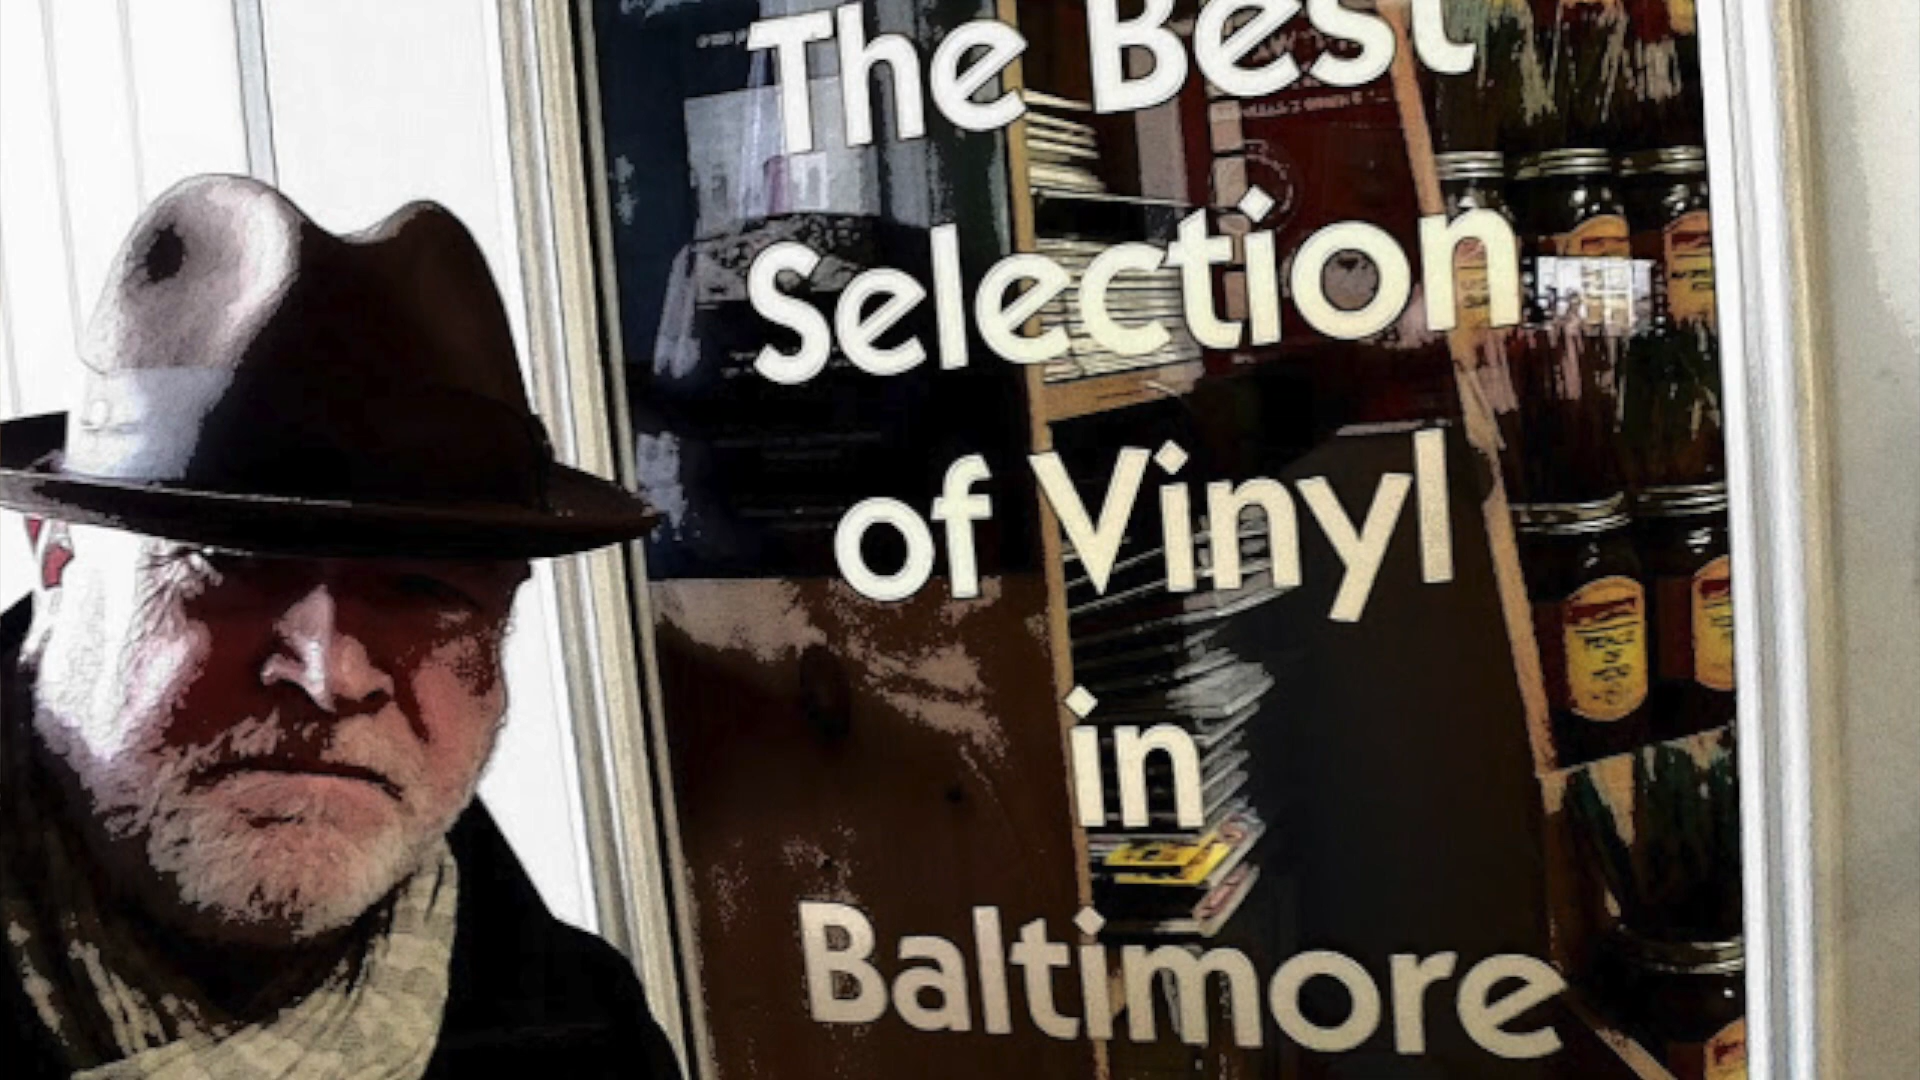 The Best
Selection
of Vinyl
in
Baltimore